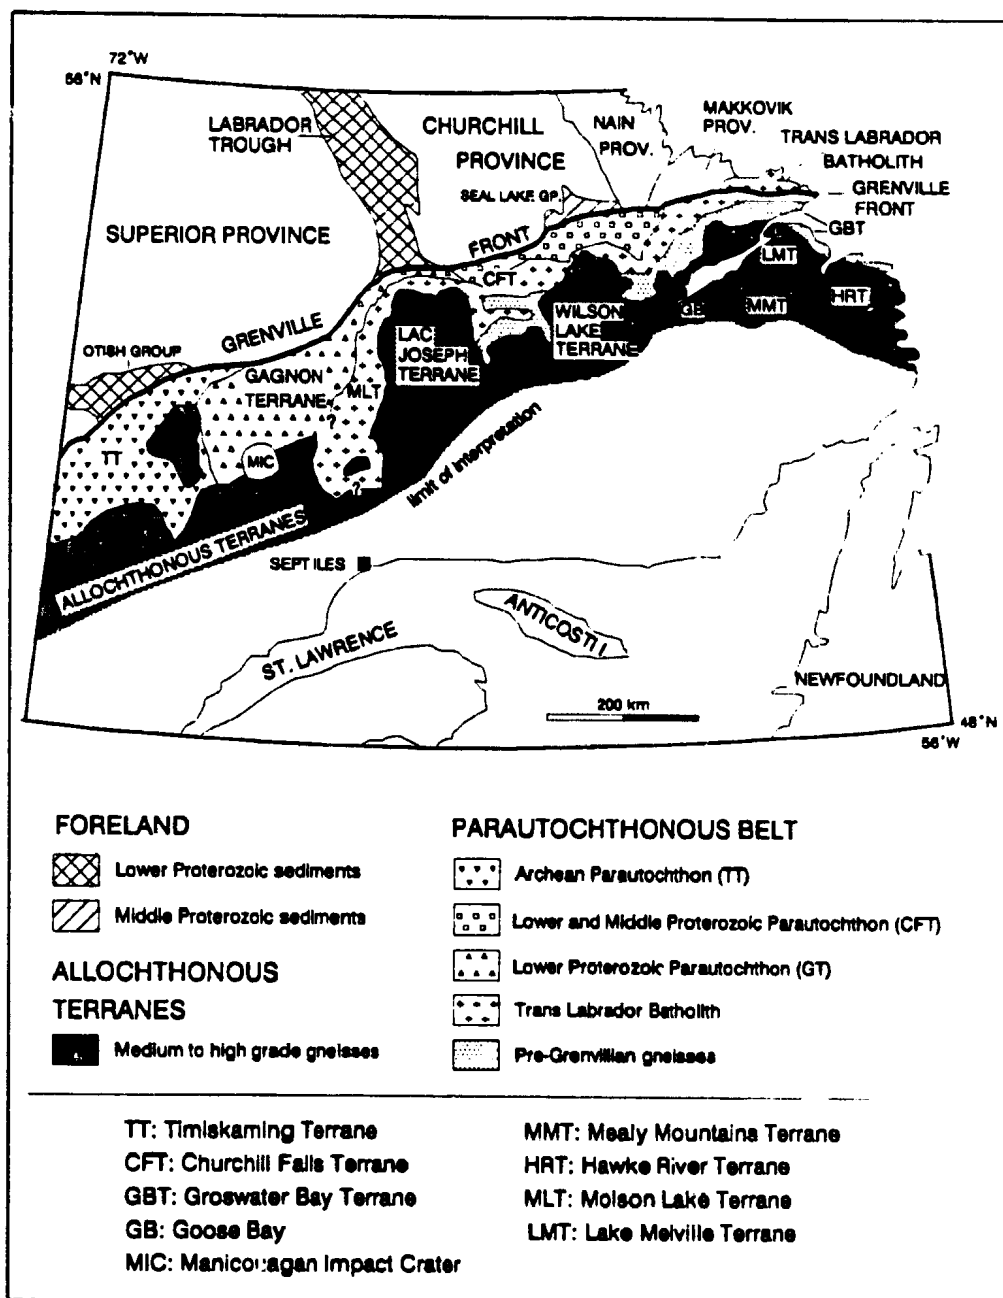 72°W
56°N
LABRADOR
TROUGH
CHURCHILL
PROVINCE
NAIN
PROV.
MAKKOVIK
PROV.
TRANS LABRADOR
BATHOLITH
SEAL LAKE GP.
GRENVILLE
FRONT
GBT
SUPERIOR PROVINCE
FRONT
LMT
CFT
GRENVILLE
WILSON
LAKE
TERRANE
GB
MMT
HRT
LAC
JOSEPH
TERRANE
OTISH GROUP
GAGNON
TERRANE
MLT
?
TT
MIC
?
limit of interpretation
ALLOCHTHONOUS TERRANES
SEPT ILES
ANTICOSTI I
ST. LAWRENCE
NEWFOUNDLAND
200 km
48°N
56°W
FORELAND
Lower Proterozoic sediments
Middle Proterozoic sediments
ALLOCHTHONOUS
TERRANES
Medium to high grade gneisses
PARAUTOCHTHONOUS BELT
Archean Parautochthon (TT)
Lower and Middle Proterozoic Parautochthon (CFT)
Lower Proterozoic Parautochthon (GT)
Trans Labrador Batholith
Pre-Grenvillian gneisses
TT: Timiskaming Terrane
CFT: Churchill Falls Terrane
GBT: Groswater Bay Terrane
GB: Goose Bay
MIC: Manicouagan Impact Crater
MMT: Mealy Mountains Terrane
HRT: Hawke River Terrane
MLT: Molson Lake Terrane
LMT: Lake Melville Terrane